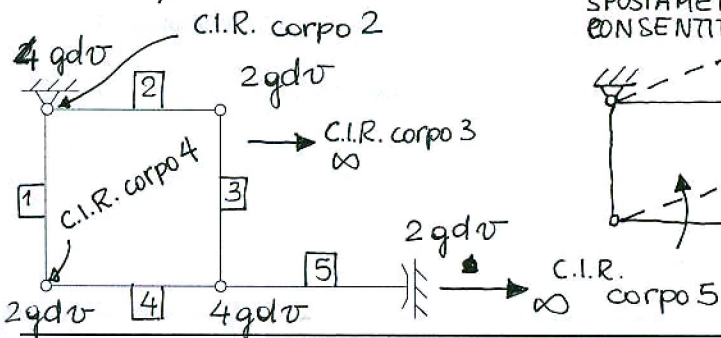 C.I.R. corpo 2
SPOSTAME
CONSENTIT
4 gdv
2
2gdv
C.I.R. corpo 3
∞
1
C.I.R. corpo 4
3
2gdv
5
2gdv
4
4gdv
C.I.R.
∞ corpo 5